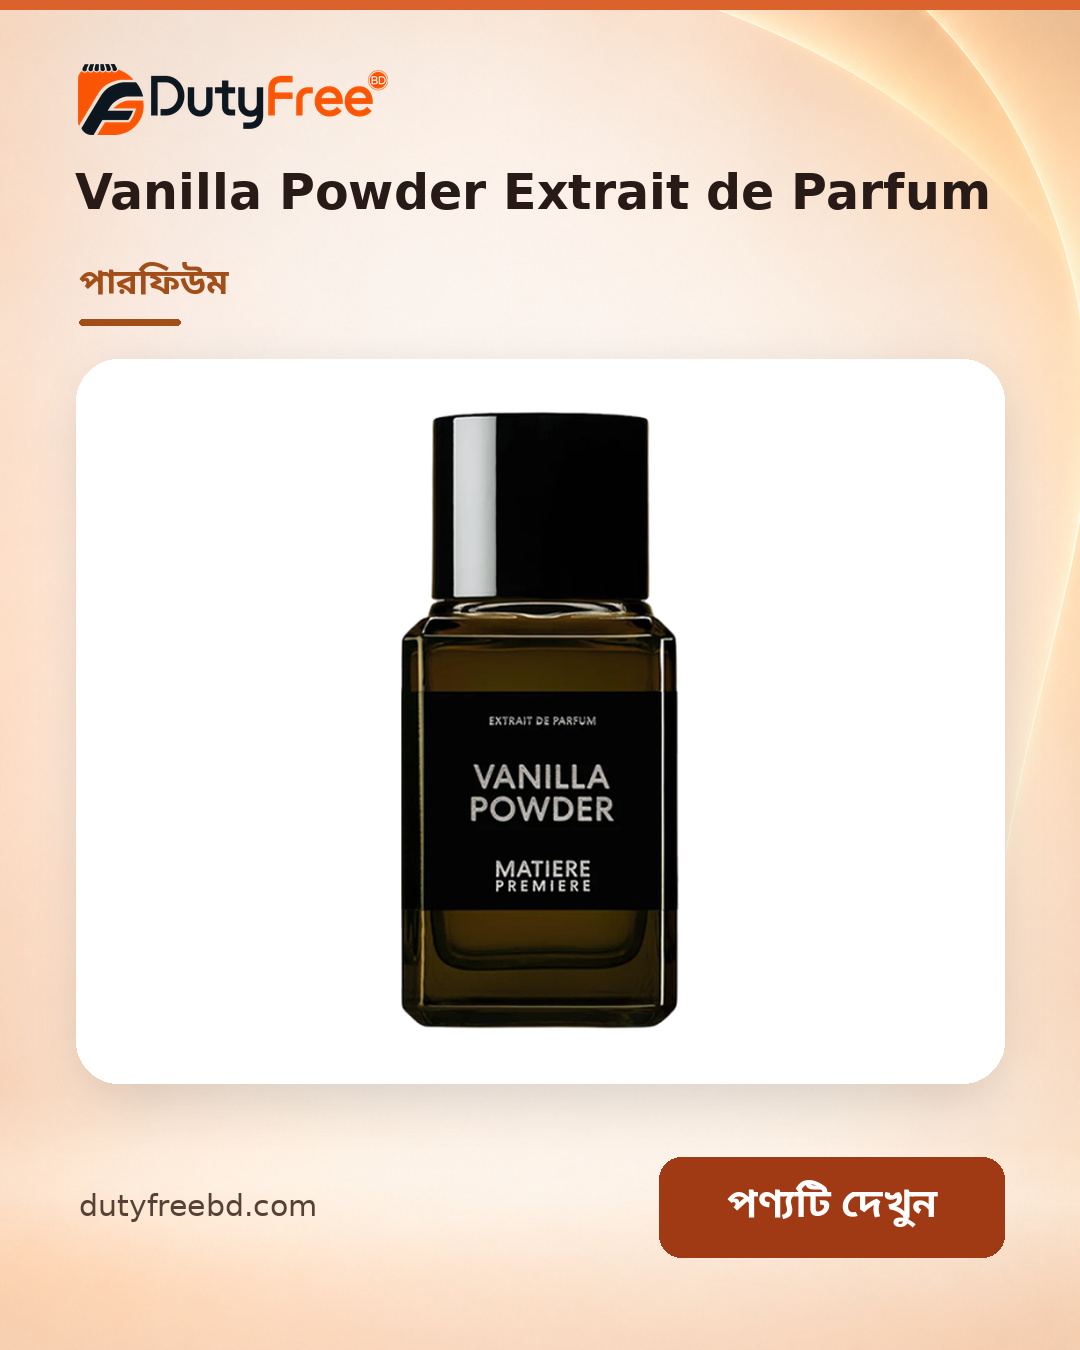 DutyFree BD
Vanilla Powder Extrait de Parfum
পারফিউম
EXTRAIT DE PARFUM
VANILLA
POWDER
MATIERE
PREMIERE
dutyfreebd.com
পণ্যটি দেখুন